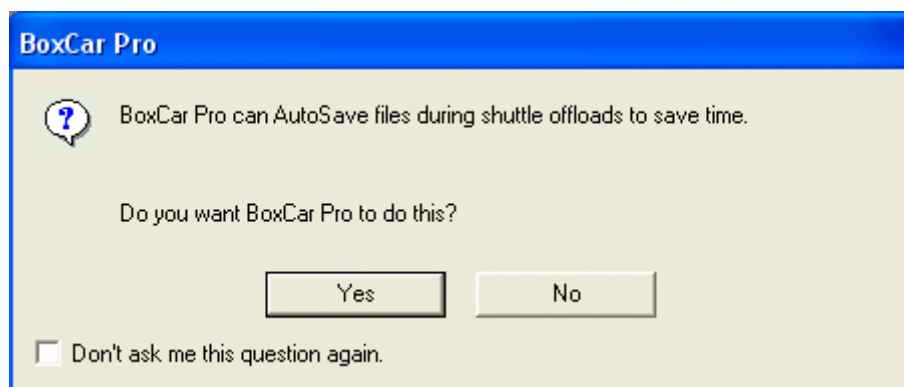 BoxCar Pro
BoxCar Pro can AutoSave files during shuttle offloads to save time.
Do you want BoxCar Pro to do this?
Yes No
Don't ask me this question again.